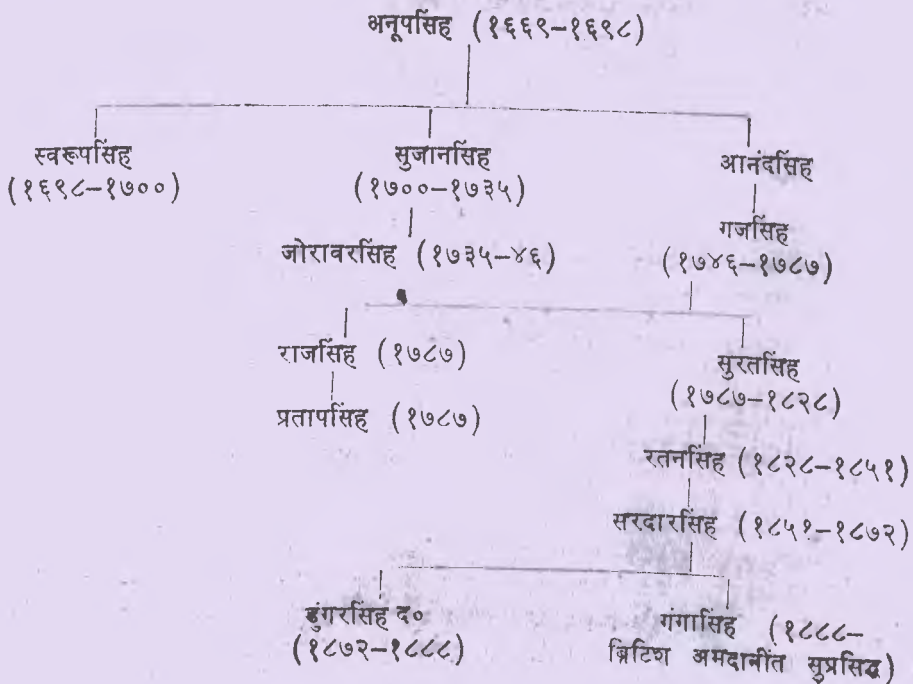 अनूपसिंह (१६६९-१६९८)
स्वरूपसिंह
(१६९८-१७००)
सुजानसिंह
(१७००-१७३५)
जोरावरसिंह (१७३५-४६)
आनंदसिंह
गजसिंह
(१७४६-१७८७)
राजसिंह (१७८७)
प्रतापसिंह (१७८७)
सुरतसिंह
(१७८७-१८२८)
रतनसिंह (१८२८-१८५१)
सरदारसिंह (१८५१-१८७२)
डुंगरसिंह द०
(१८७२-१८८८)
गंगासिंह (१८८८-
ब्रिटिश अमदानींत सुप्रसिद्ध)